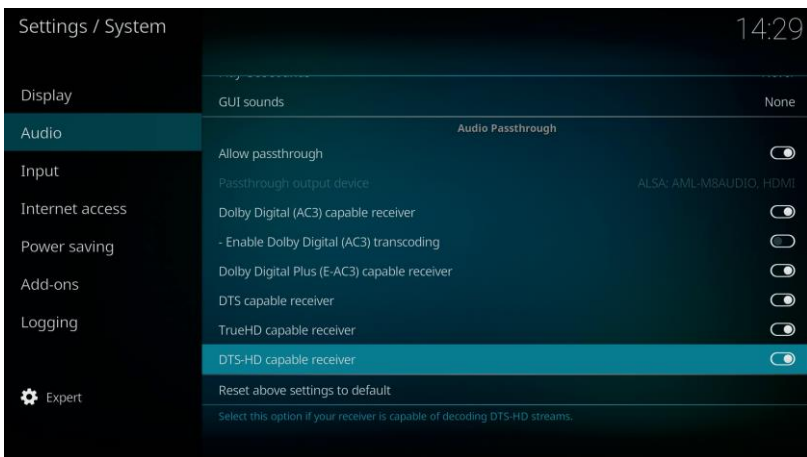 Settings / System
14:29
Display
Audio
Input
Internet access
Power saving
Add-ons
Logging
Expert
GUI sounds None
Audio Passthrough
Allow passthrough
Passthrough output device ALSA: AML-M8AUDIO, HDMI
Dolby Digital (AC3) capable receiver
- Enable Dolby Digital (AC3) transcoding
Dolby Digital Plus (E-AC3) capable receiver
DTS capable receiver
TrueHD capable receiver
DTS-HD capable receiver
Reset above settings to default
Select this option if your receiver is capable of decoding DTS-HD streams.